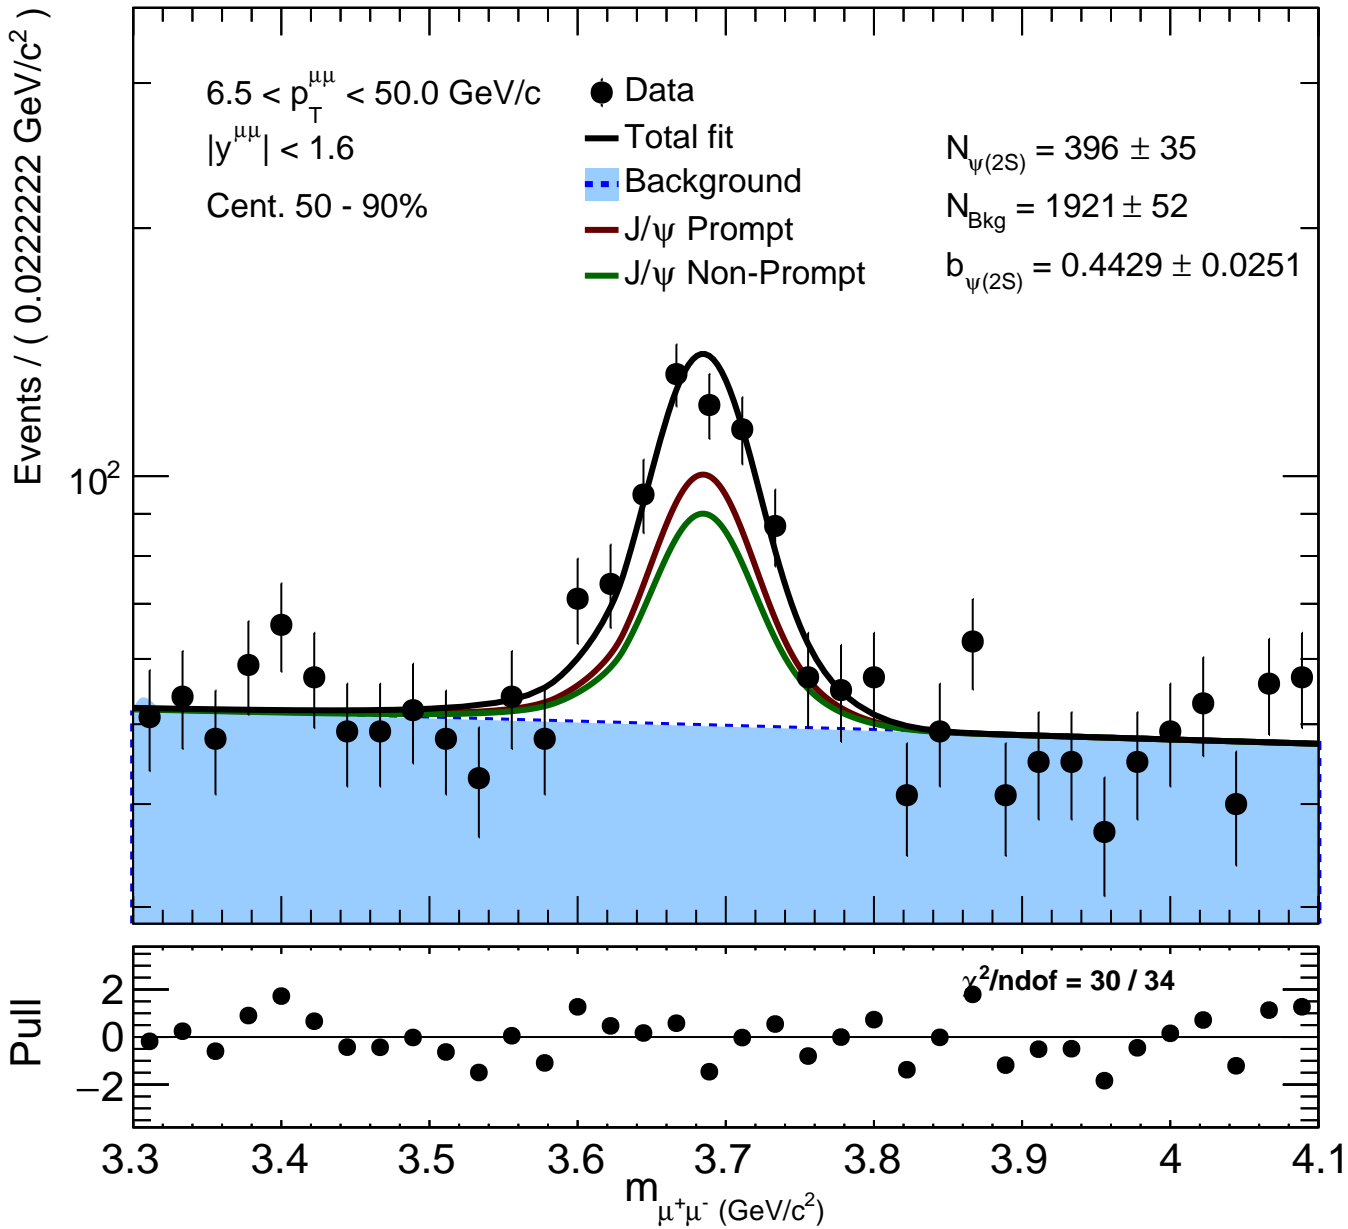 Events / ( 0.0222222 GeV/c²)
6.5 < p_T^μμ < 50.0 GeV/c
|y^μμ| < 1.6
Cent. 50 - 90%
Data
Total fit
Background
J/ψ Prompt
J/ψ Non-Prompt
N_ψ(2S) = 396 ± 35
N_Bkg = 1921 ± 52
b_ψ(2S) = 0.4429 ± 0.0251
10²
Pull
2
0
−2
χ²/ndof = 30 / 34
3.3 3.4 3.5 3.6 3.7 3.8 3.9 4 4.1
m_μ⁺μ⁻ (GeV/c²)